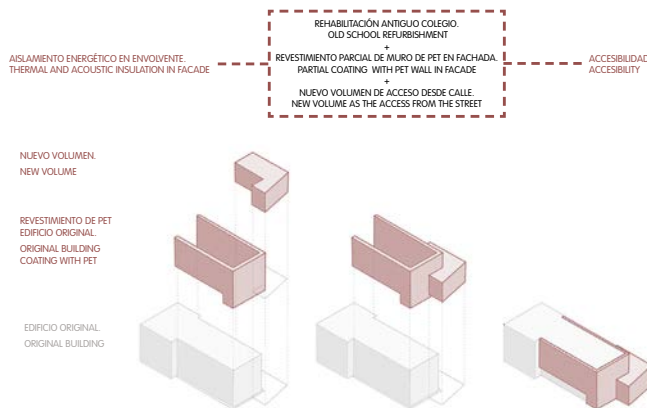 REHABILITACIÓN ANTIGUO COLEGIO.
OLD SCHOOL REFURBISHMENT
+
REVESTIMIENTO PARCIAL DE MURO DE PET EN FACHADA.
PARTIAL COATING WITH PET WALL IN FACADE
+
NUEVO VOLUMEN DE ACCESO DESDE CALLE.
NEW VOLUME AS THE ACCESS FROM THE STREET
AISLAMIENTO ENERGÉTICO EN ENVOLVENTE.
THERMAL AND ACOUSTIC INSULATION IN FACADE
ACCESIBILIDAD
ACCESIBILITY
NUEVO VOLUMEN.
NEW VOLUME
REVESTIMIENTO DE PET
EDIFICIO ORIGINAL.
ORIGINAL BUILDING
COATING WITH PET
EDIFICIO ORIGINAL.
ORIGINAL BUILDING